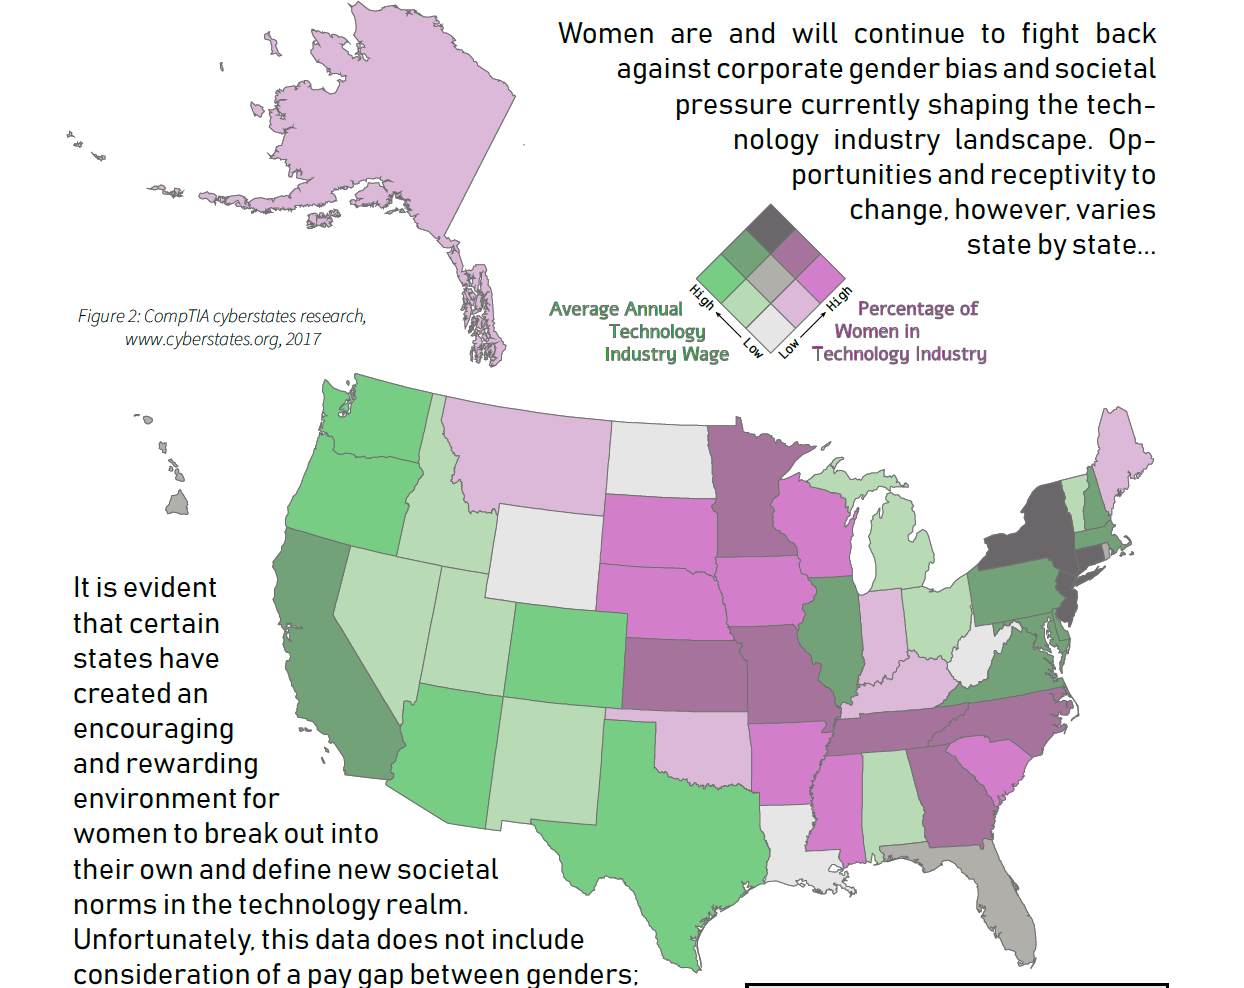 Women are and will continue to fight back
against corporate gender bias and societal
pressure currently shaping the tech-
nology industry landscape. Op-
portunities and receptivity to
change, however, varies
state by state...
High
High
Low
Low
Average Annual
Technology
Industry Wage
Percentage of
Women in
Technology Industry
Figure 2: CompTIA cyberstates research,
www.cyberstates.org, 2017
It is evident
that certain
states have
created an
encouraging
and rewarding
environment for
women to break out into
their own and define new societal
norms in the technology realm.
Unfortunately, this data does not include
consideration of a pay gap between genders;